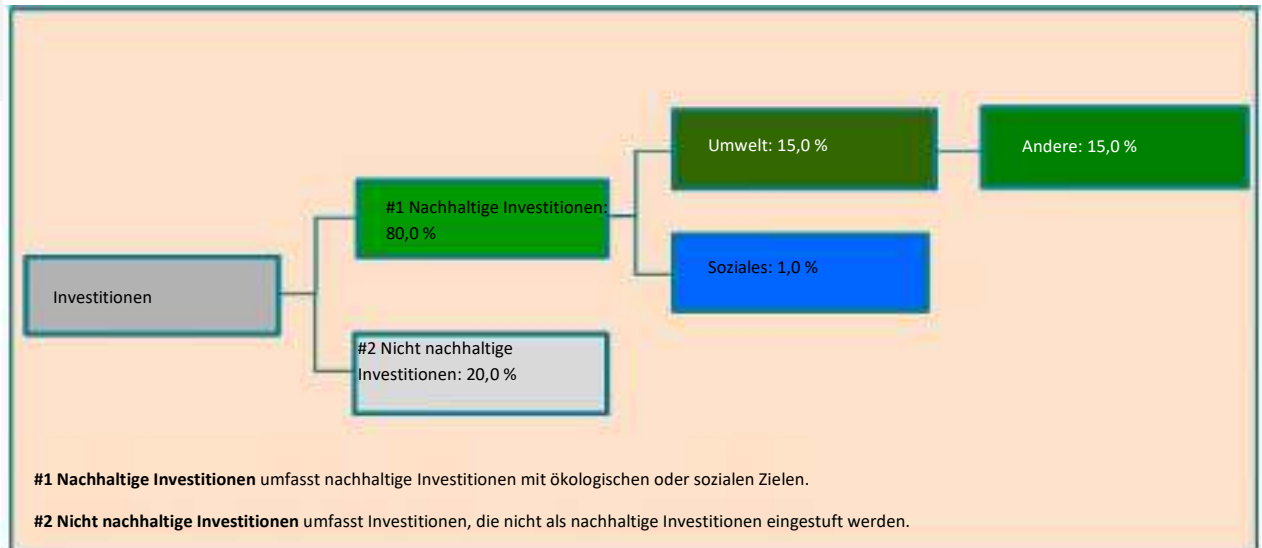 Umwelt: 15,0 %
Andere: 15,0 %
#1 Nachhaltige Investitionen:
80,0 %
Soziales: 1,0 %
Investitionen
#2 Nicht nachhaltige
Investitionen: 20,0 %
#1 Nachhaltige Investitionen umfasst nachhaltige Investitionen mit ökologischen oder sozialen Zielen.
#2 Nicht nachhaltige Investitionen umfasst Investitionen, die nicht als nachhaltige Investitionen eingestuft werden.